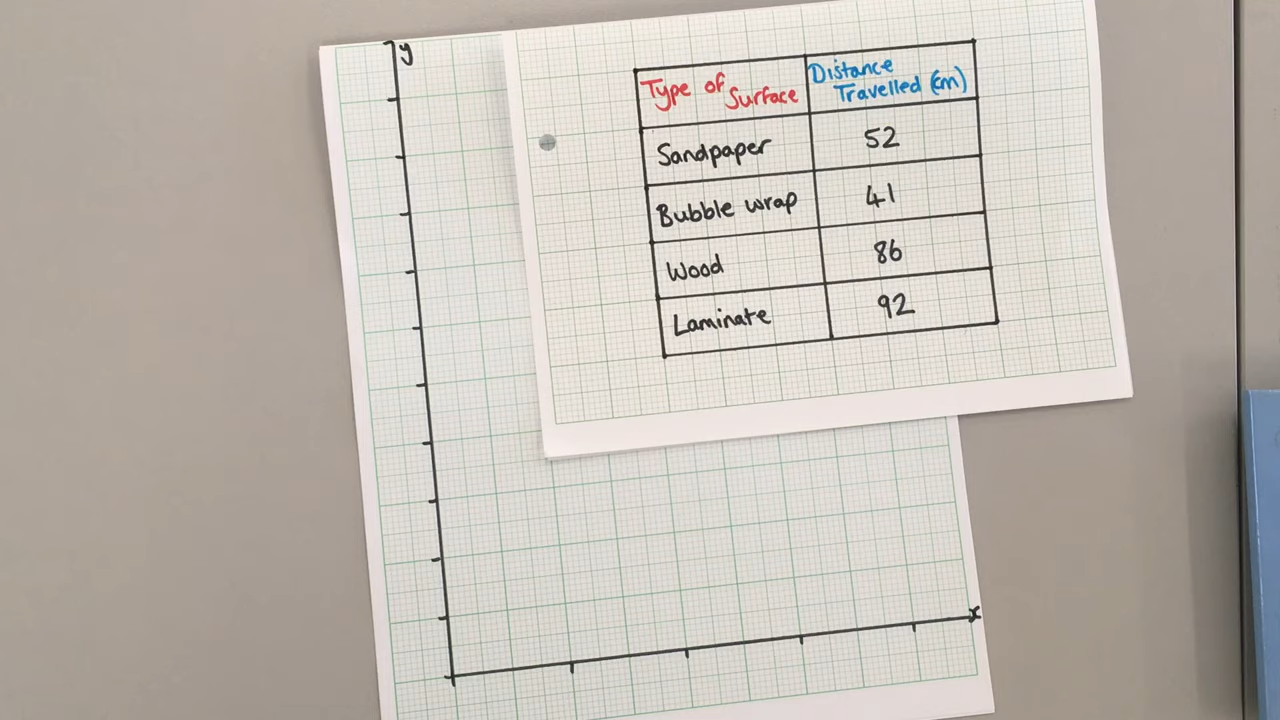 y
Type of
Surface
Distance
Travelled (cm)
Sandpaper
52
Bubble wrap
41
Wood
86
Laminate
92
x